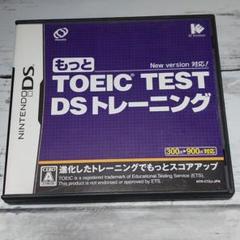 New version 対応!
もっと
TOEIC® TEST
DSトレーニング
300点▶900点対応!
進化したトレーニングでもっとスコアアップ
TOEIC is a registered trademark of Educational Testing Service (ETS).
This product is not endorsed or approved by ETS.
NINTENDO DS
CERO
A